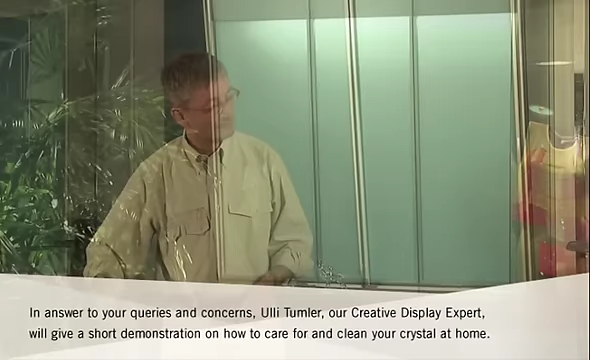 In answer to your queries and concerns, Ulli Tumler, our Creative Display Expert,
will give a short demonstration on how to care for and clean your crystal at home.